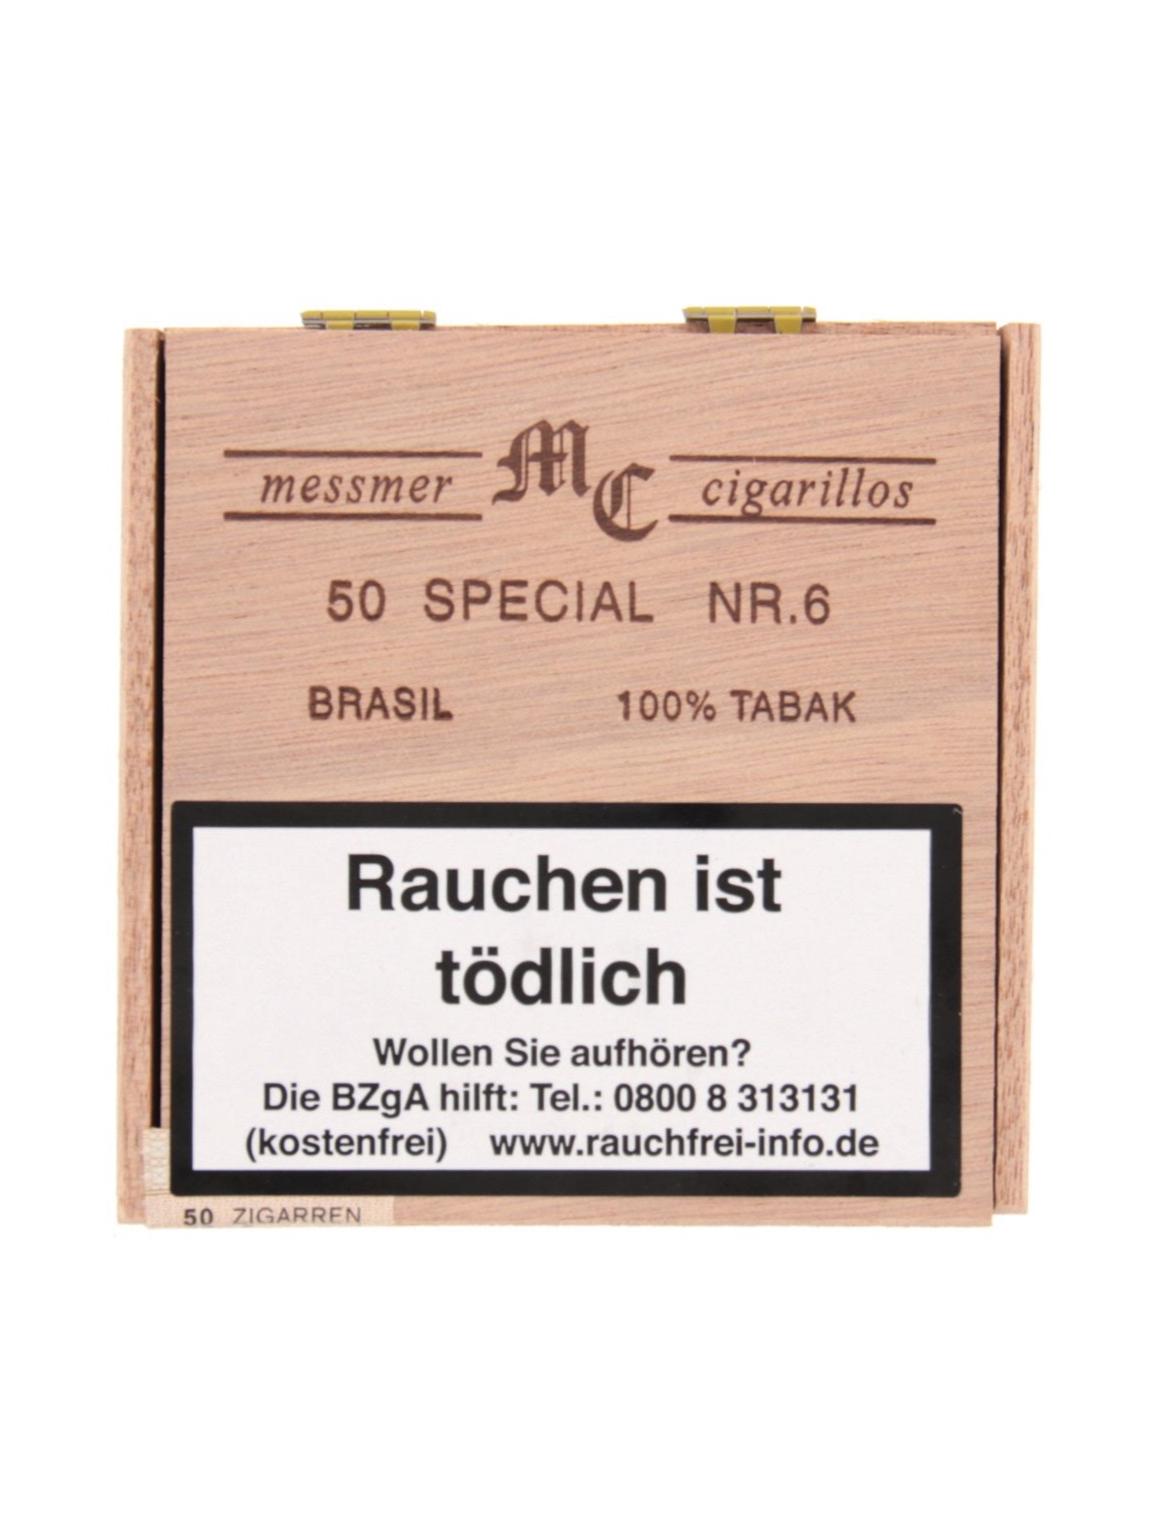 messmer MC cigarillos
50 SPECIAL NR.6
BRASIL 100% TABAK
Rauchen ist
tödlich
Wollen Sie aufhören?
Die BZgA hilft: Tel.: 0800 8 313131
(kostenfrei) www.rauchfrei-info.de
50 ZIGARREN